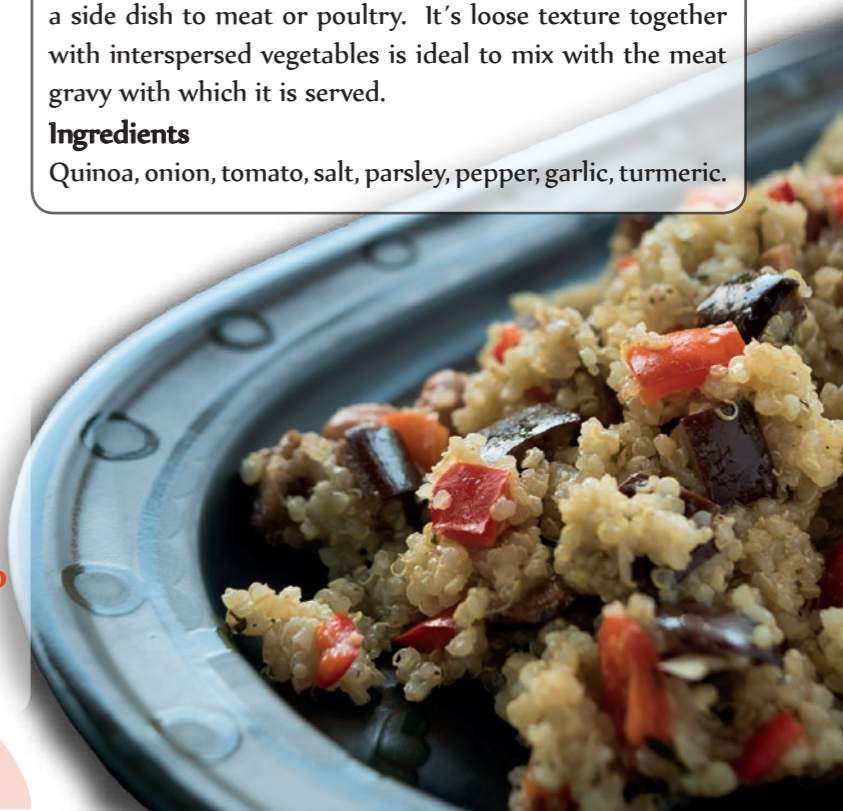 a side dish to meat or poultry. It´s loose texture together
with interspersed vegetables is ideal to mix with the meat
gravy with which it is served.
Ingredients
Quinoa, onion, tomato, salt, parsley, pepper, garlic, turmeric.